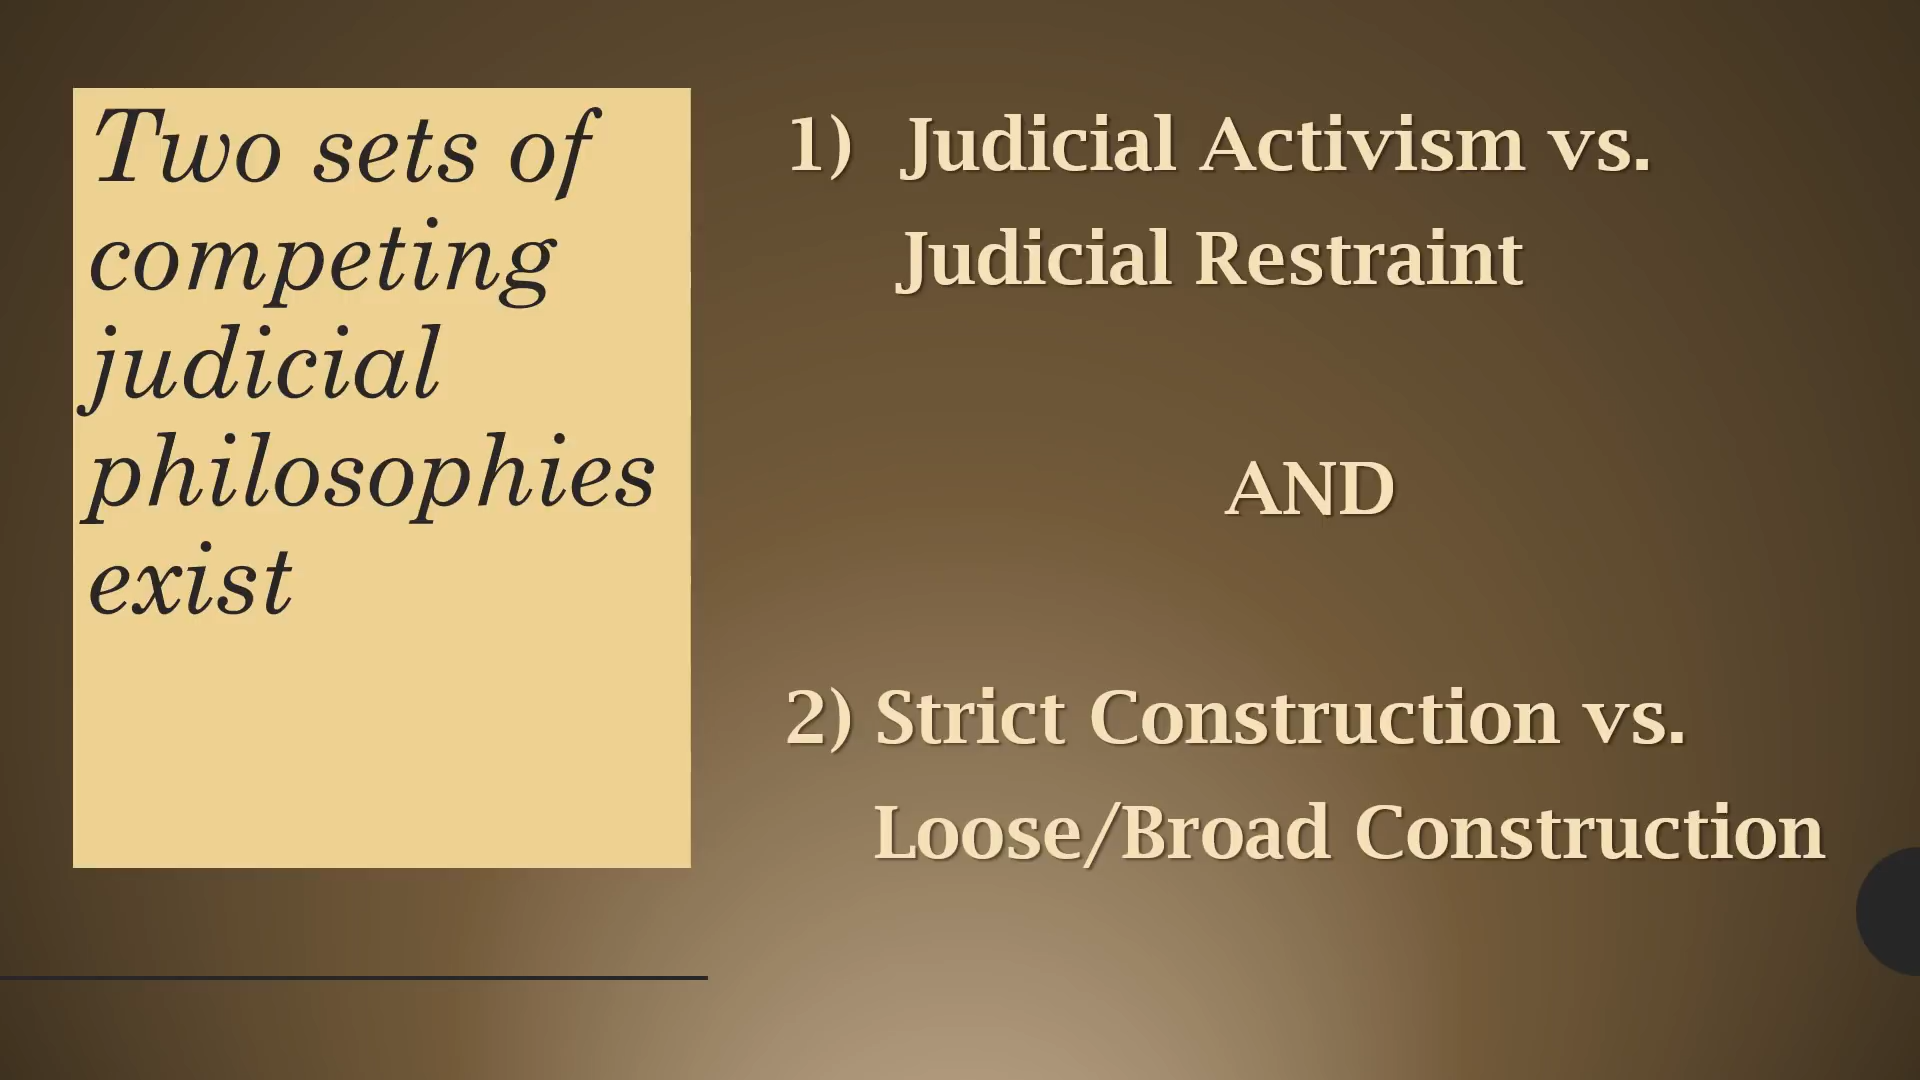 Two sets of
competing
judicial
philosophies
exist
1) Judicial Activism vs.
Judicial Restraint
AND
2) Strict Construction vs.
Loose/Broad Construction